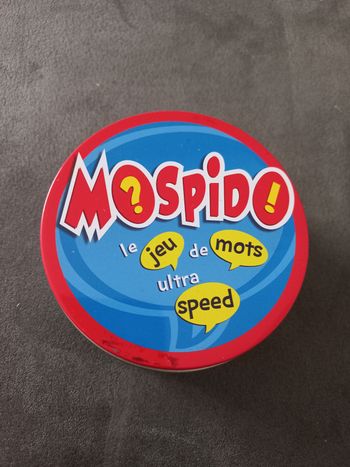 MOSPIDO
le jeu de mots
ultra
speed